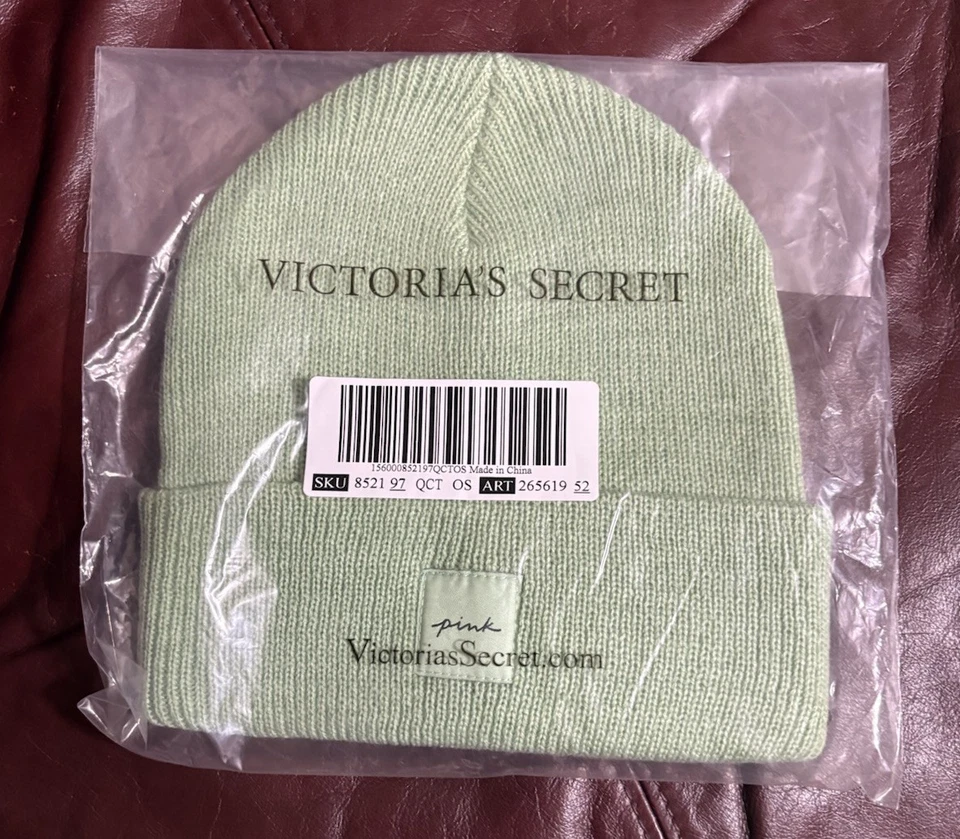 VICTORIA'S SECRET
156000852197QCTOS Made in China
SKU 8521 97 QCT OS ART 265619 52
pink
VictoriasSecret.com